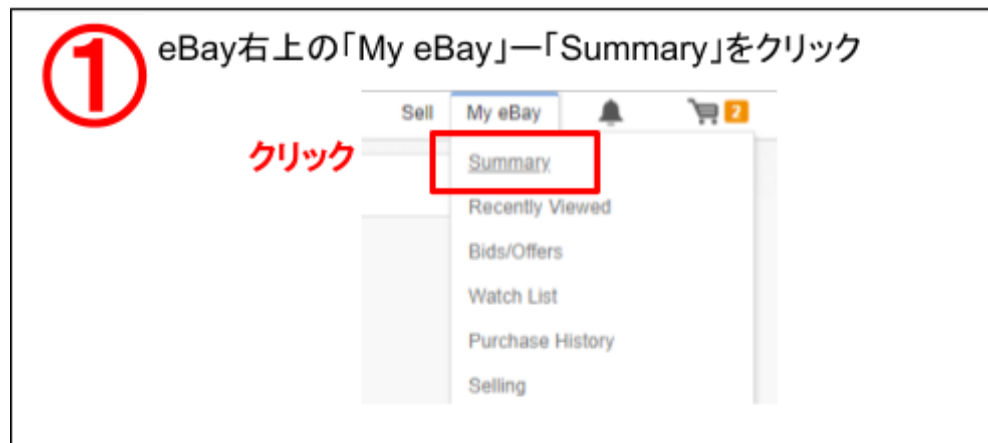 ① eBay右上の「My eBay」―「Summary」をクリック
Sell My eBay 2
クリック Summary
Recently Viewed
Bids/Offers
Watch List
Purchase History
Selling